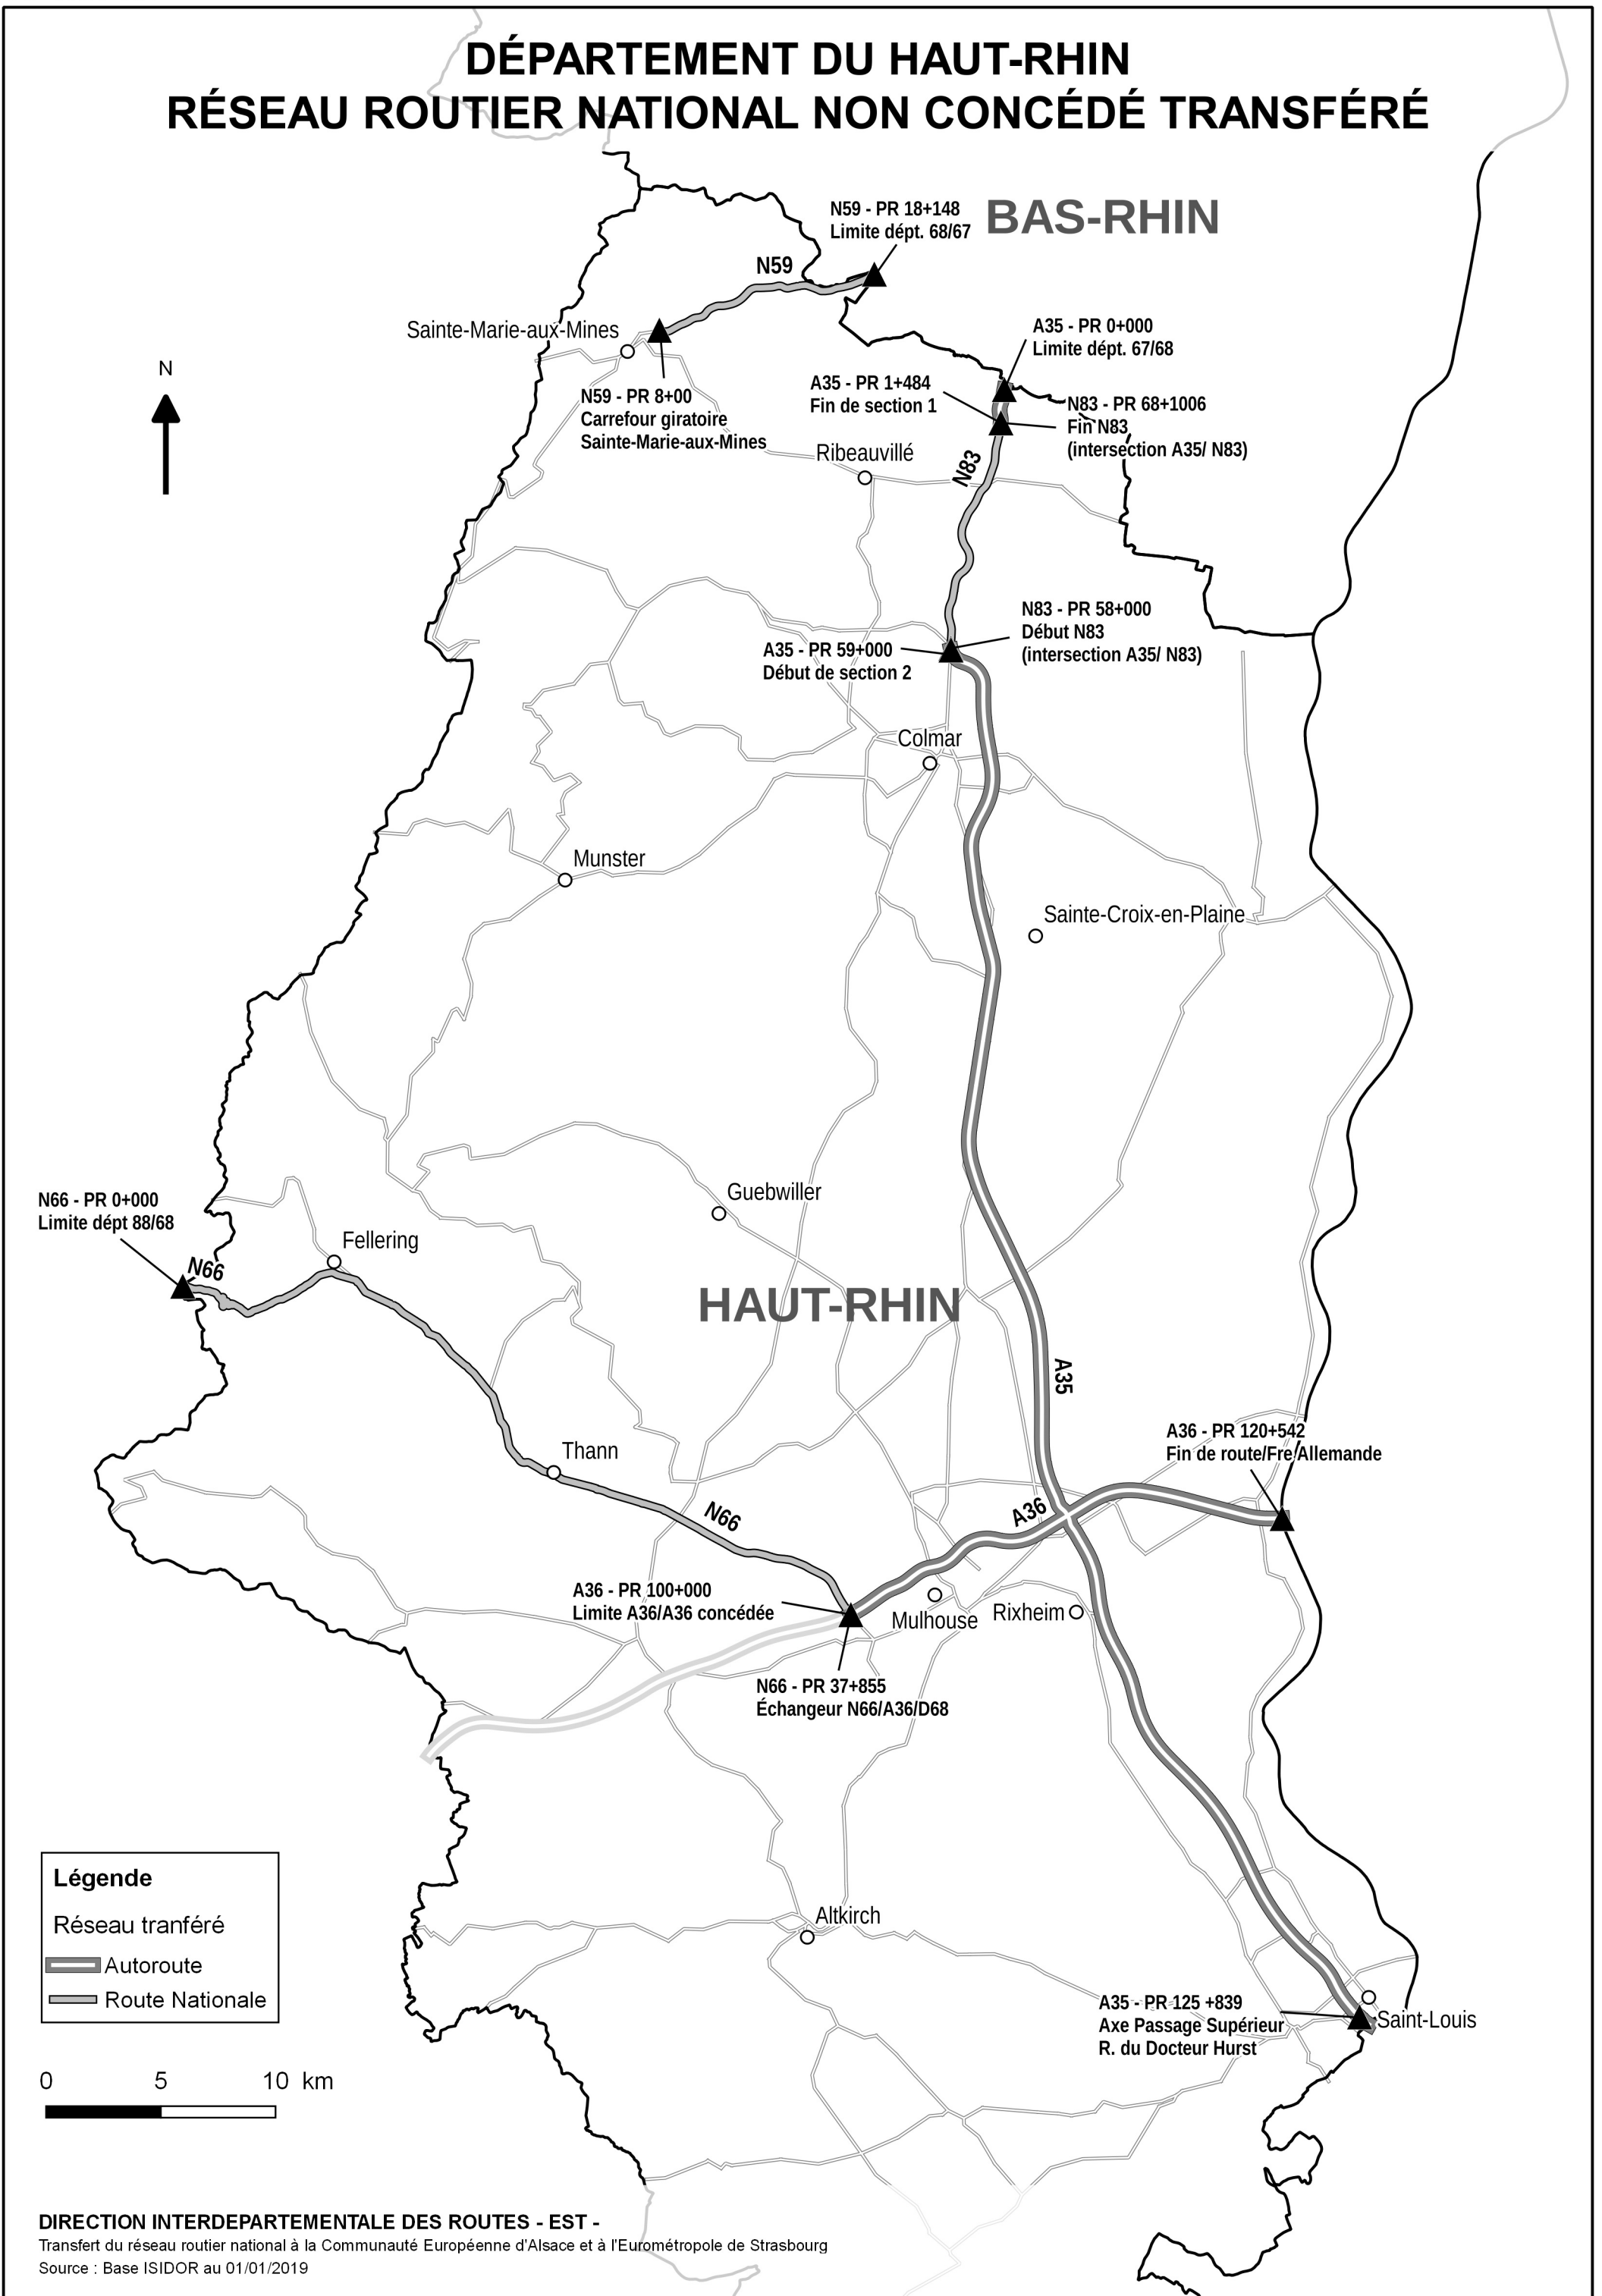 DÉPARTEMENT DU HAUT-RHIN
RÉSEAU ROUTIER NATIONAL NON CONCÉDÉ TRANSFÉRÉ
N59 - PR 18+148
Limite dépt. 68/67
BAS-RHIN
N59
Sainte-Marie-aux-Mines
A35 - PR 0+000
Limite dépt. 67/68
N
A35 - PR 1+484
Fin de section 1
N59 - PR 8+00
Carrefour giratoire
Sainte-Marie-aux-Mines
N83 - PR 68+1006
Fin N83
(intersection A35/ N83)
Ribeauvillé
N83
N83 - PR 58+000
Début N83
(intersection A35/ N83)
A35 - PR 59+000
Début de section 2
Colmar
Munster
Sainte-Croix-en-Plaine
Guebwiller
N66 - PR 0+000
Limite dépt 88/68
Fellering
N66
HAUT-RHIN
A35
A36 - PR 120+542
Fin de route/Fre Allemande
Thann
N66
A36
A36 - PR 100+000
Limite A36/A36 concédée
Mulhouse
Rixheim
N66 - PR 37+855
Échangeur N66/A36/D68
Légende
Réseau tranféré
Autoroute
Route Nationale
Altkirch
A35 - PR 125 +839
Axe Passage Supérieur
R. du Docteur Hurst
Saint-Louis
0 5 10 km
DIRECTION INTERDEPARTEMENTALE DES ROUTES - EST -
Transfert du réseau routier national à la Communauté Européenne d'Alsace et à l'Eurométropole de Strasbourg
Source : Base ISIDOR au 01/01/2019